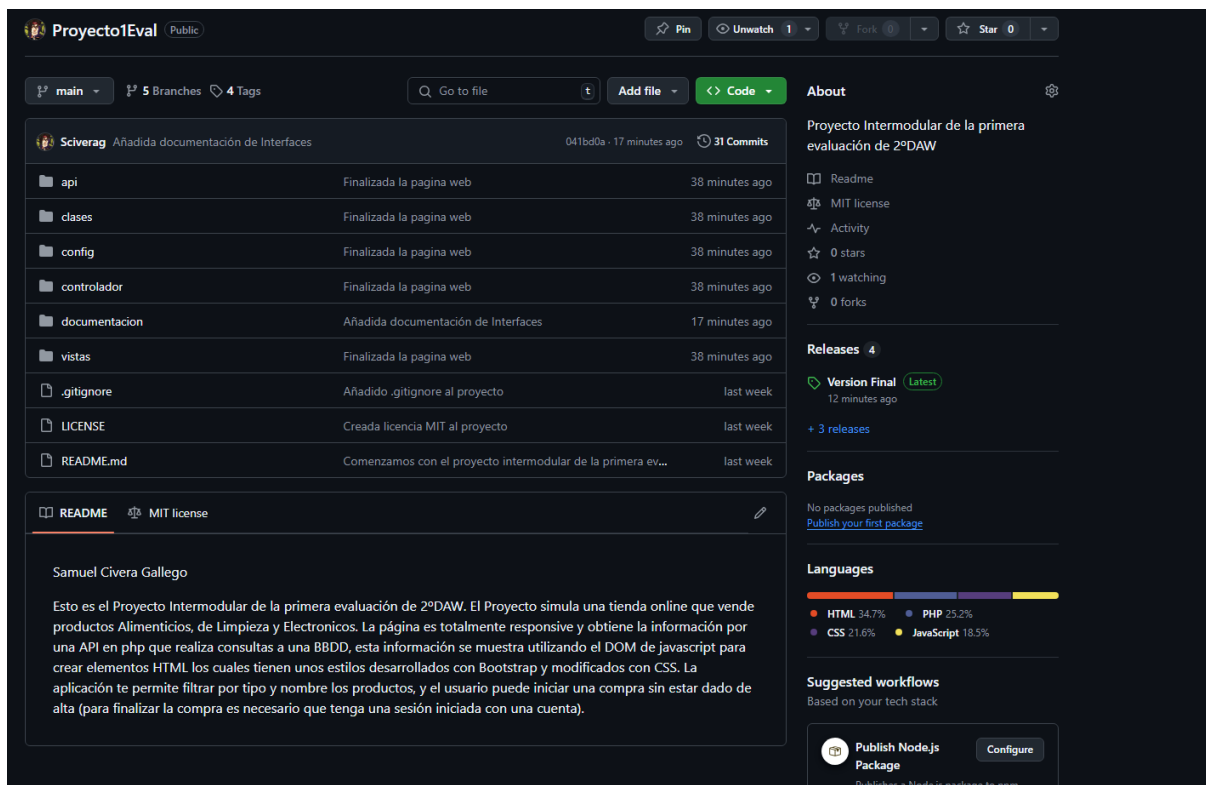 Proyecto1Eval Public
Pin
Unwatch 1
Fork 0
Star 0
main
5 Branches
4 Tags
Go to file
t
Add file
<> Code
Sciverag Añadida documentación de Interfaces 041bd0a · 17 minutes ago 31 Commits
api Finalizada la pagina web 38 minutes ago
clases Finalizada la pagina web 38 minutes ago
config Finalizada la pagina web 38 minutes ago
controlador Finalizada la pagina web 38 minutes ago
documentacion Añadida documentación de Interfaces 17 minutes ago
vistas Finalizada la pagina web 38 minutes ago
.gitignore Añadido .gitignore al proyecto last week
LICENSE Creada licencia MIT al proyecto last week
README.md Comenzamos con el proyecto intermodular de la primera ev... last week
README MIT license
Samuel Civera Gallego
Esto es el Proyecto Intermodular de la primera evaluación de 2ºDAW. El Proyecto simula una tienda online que vende
productos Alimenticios, de Limpieza y Electronicos. La página es totalmente responsive y obtiene la información por
una API en php que realiza consultas a una BBDD, esta información se muestra utilizando el DOM de javascript para
crear elementos HTML los cuales tienen unos estilos desarrollados con Bootstrap y modificados con CSS. La
aplicación te permite filtrar por tipo y nombre los productos, y el usuario puede iniciar una compra sin estar dado de
alta (para finalizar la compra es necesario que tenga una sesión iniciada con una cuenta).
About
Proyecto Intermodular de la primera
evaluación de 2ºDAW
Readme
MIT license
Activity
0 stars
1 watching
0 forks
Releases 4
Version Final Latest
12 minutes ago
+ 3 releases
Packages
No packages published
Publish your first package
Languages
HTML 34.7% PHP 25.2%
CSS 21.6% JavaScript 18.5%
Suggested workflows
Based on your tech stack
Publish Node.js
Package
Configure
Publishes a Node.js package to npm